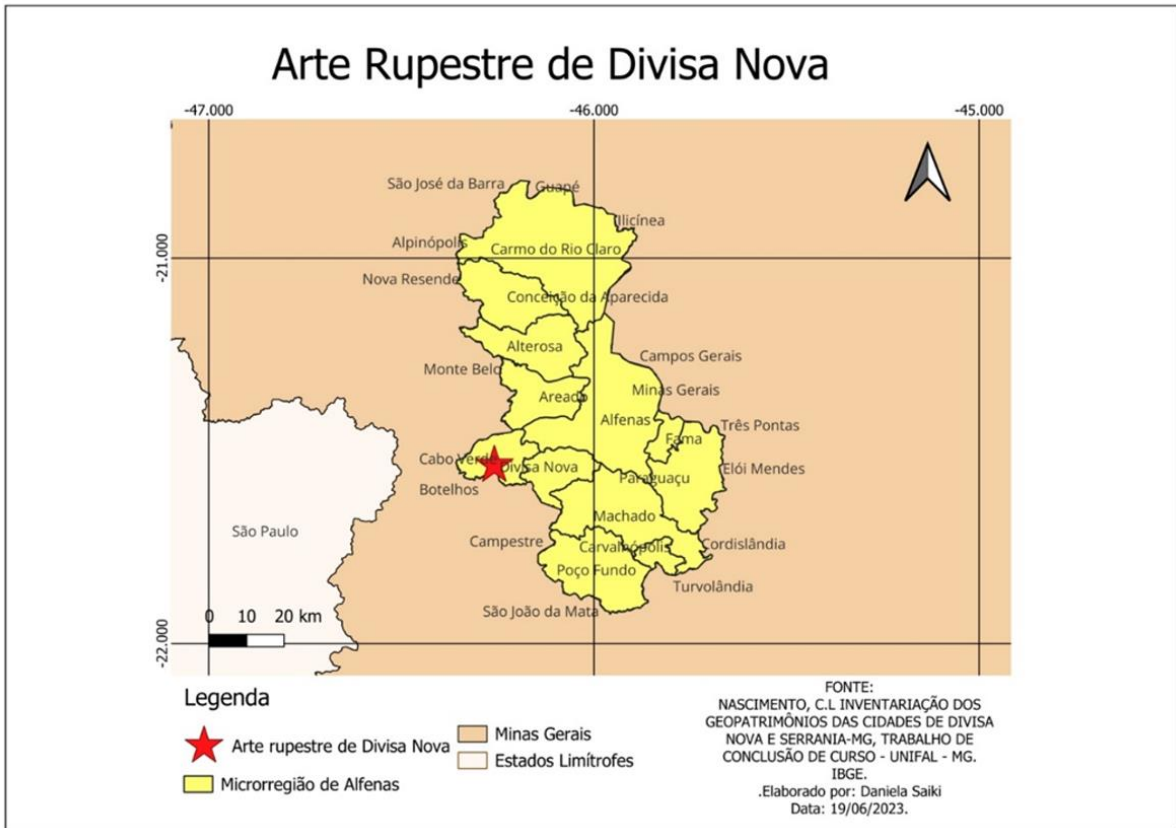 Arte Rupestre de Divisa Nova
-47.000
-46.000
-45.000
São José da Barra
Guapé
Ilicínea
Alpinópolis
Carmo do Rio Claro
-21.000
Nova Resende
Conceição da Aparecida
Alterosa
Campos Gerais
Monte Belo
Minas Gerais
Areado
Alfenas
Três Pontas
Fama
Cabo Verde
Divisa Nova
Elói Mendes
Paraguaçu
Botelhos
Machado
São Paulo
Campestre
Carvalhópolis
Cordislândia
Poço Fundo
Turvolândia
São João da Mata
0 10 20 km
-22.000
Legenda
Arte rupestre de Divisa Nova
Microrregião de Alfenas
Minas Gerais
Estados Limítrofes
FONTE:
NASCIMENTO, C.L INVENTARIAÇÃO DOS
GEOPATRIMÔNIOS DAS CIDADES DE DIVISA
NOVA E SERRANIA-MG, TRABALHO DE
CONCLUSÃO DE CURSO - UNIFAL - MG.
IBGE.
.Elaborado por: Daniela Saiki
Data: 19/06/2023.